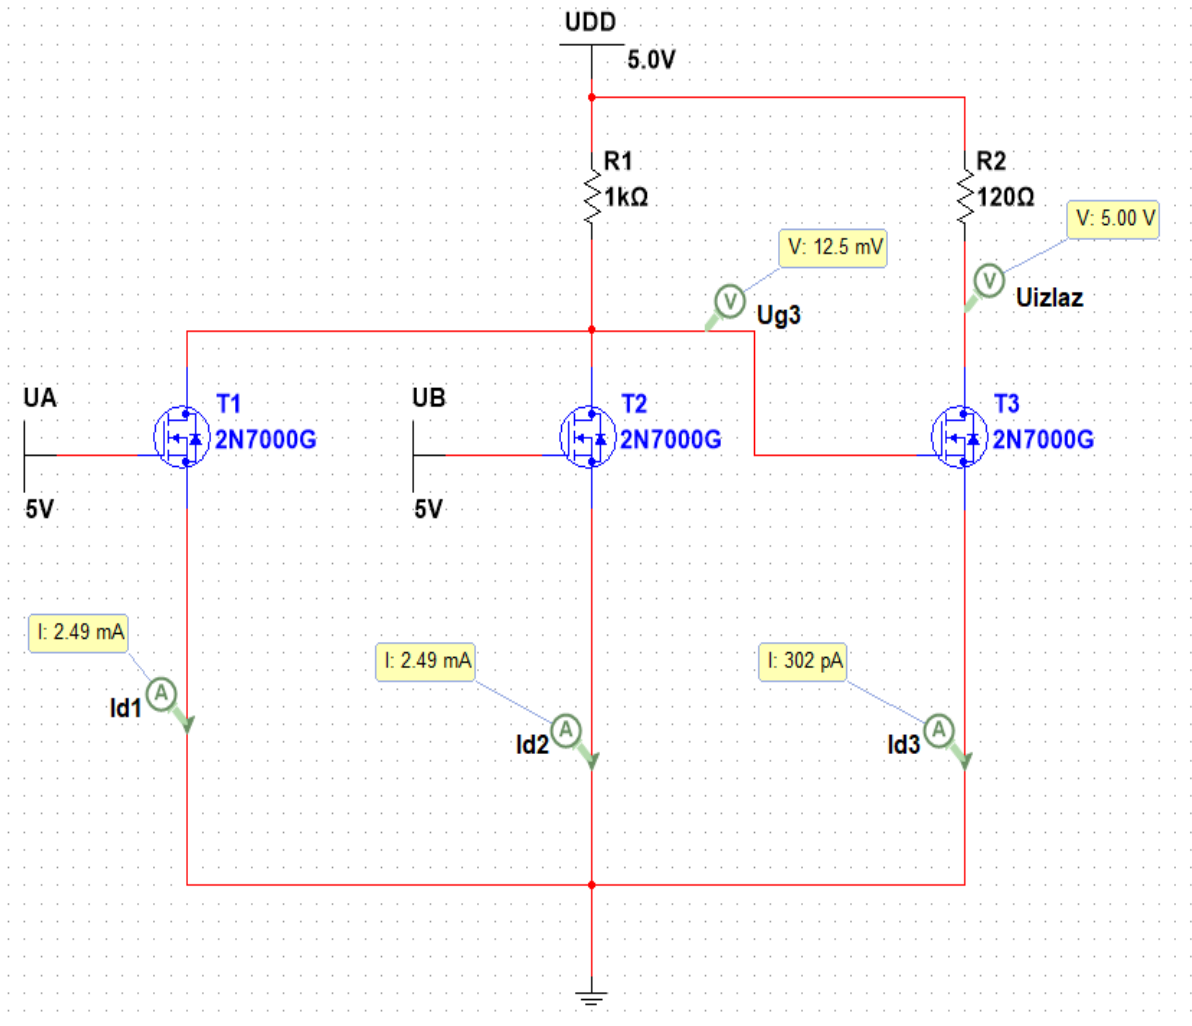 UDD
5.0V
R1
1kΩ
R2
120Ω
V: 5.00 V
V: 12.5 mV
V
Uizlaz
V
Ug3
UA
T1
2N7000G
5V
UB
T2
2N7000G
5V
T3
2N7000G
I: 2.49 mA
A
Id1
I: 2.49 mA
A
Id2
I: 302 pA
A
Id3